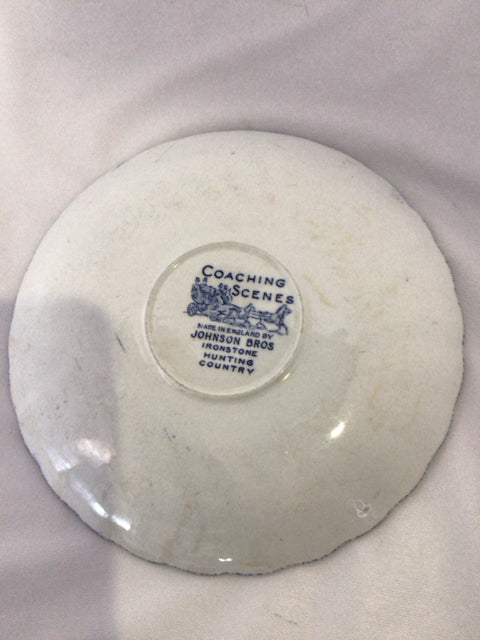 COACHING
SCENES
MADE IN ENGLAND BY
JOHNSON BROS
IRONSTONE
HUNTING
COUNTRY